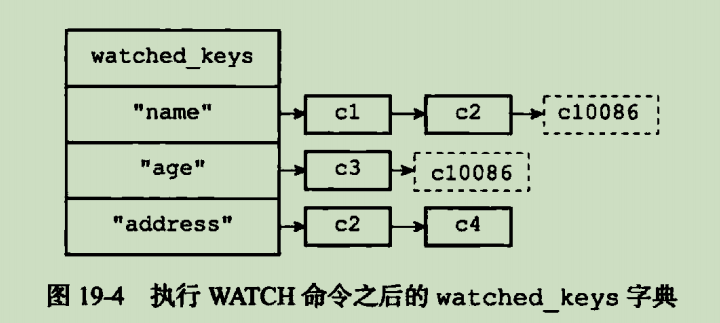 watched_keys
"name" c1 c2 c10086
"age" c3 c10086
"address" c2 c4
图 19-4 执行 WATCH 命令之后的 watched_keys 字典